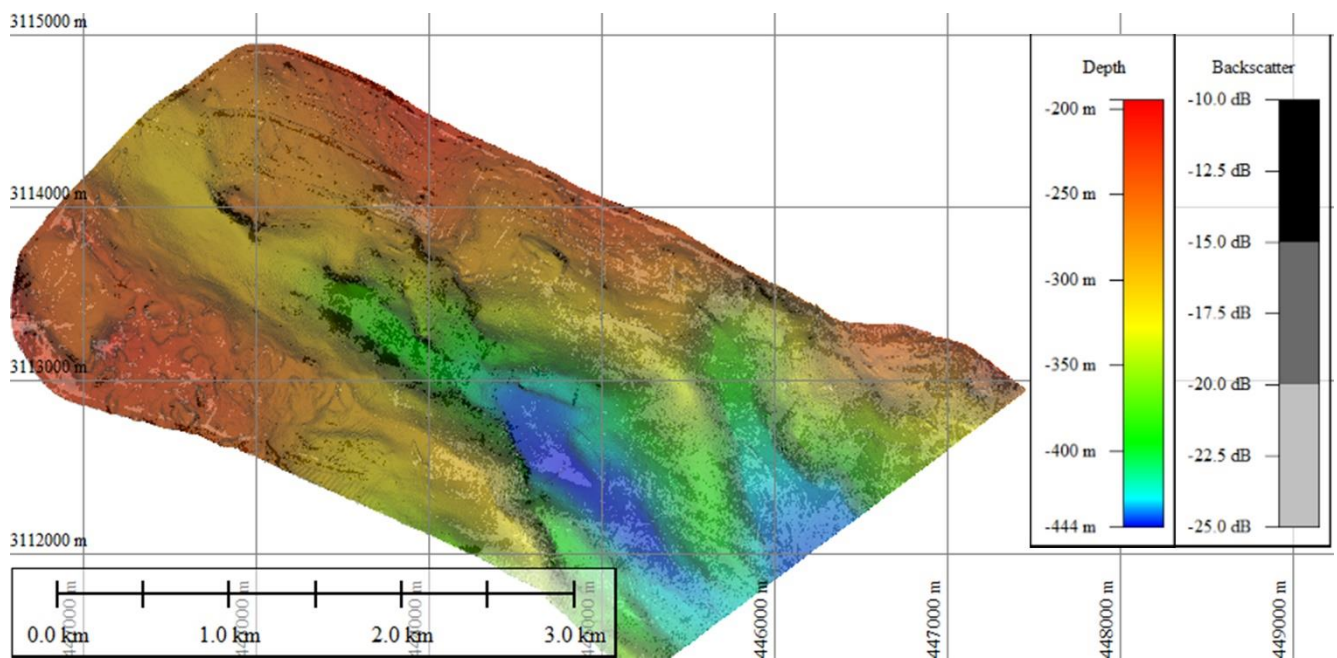 3115000 m
Depth Backscatter
-200 m -10.0 dB
-12.5 dB
-250 m
3114000 m
-15.0 dB
-300 m
-17.5 dB
-350 m
3113000 m
-20.0 dB
-400 m
-22.5 dB
-444 m -25.0 dB
3112000 m
0.0 km 1.0 km 2.0 km 3.0 km
446000 m
447000 m
448000 m
449000 m